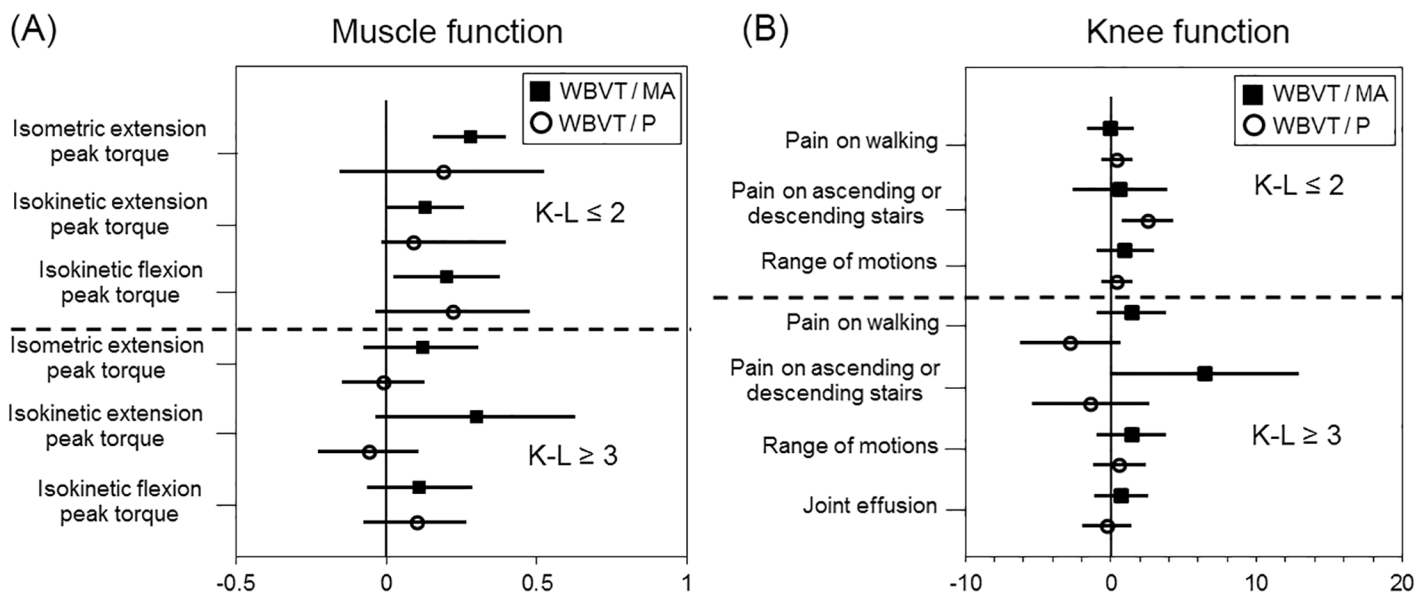 (A)
Muscle function
WBVT / MA
WBVT / P
Isometric extension
peak torque
Isokinetic extension
peak torque
K-L ≤ 2
Isokinetic flexion
peak torque
Isometric extension
peak torque
Isokinetic extension
peak torque
K-L ≥ 3
Isokinetic flexion
peak torque
-0.5 0 0.5 1
(B)
Knee function
WBVT / MA
WBVT / P
Pain on walking
K-L ≤ 2
Pain on ascending or
descending stairs
Range of motions
Pain on walking
Pain on ascending or
descending stairs
K-L ≥ 3
Range of motions
Joint effusion
-10 0 10 20